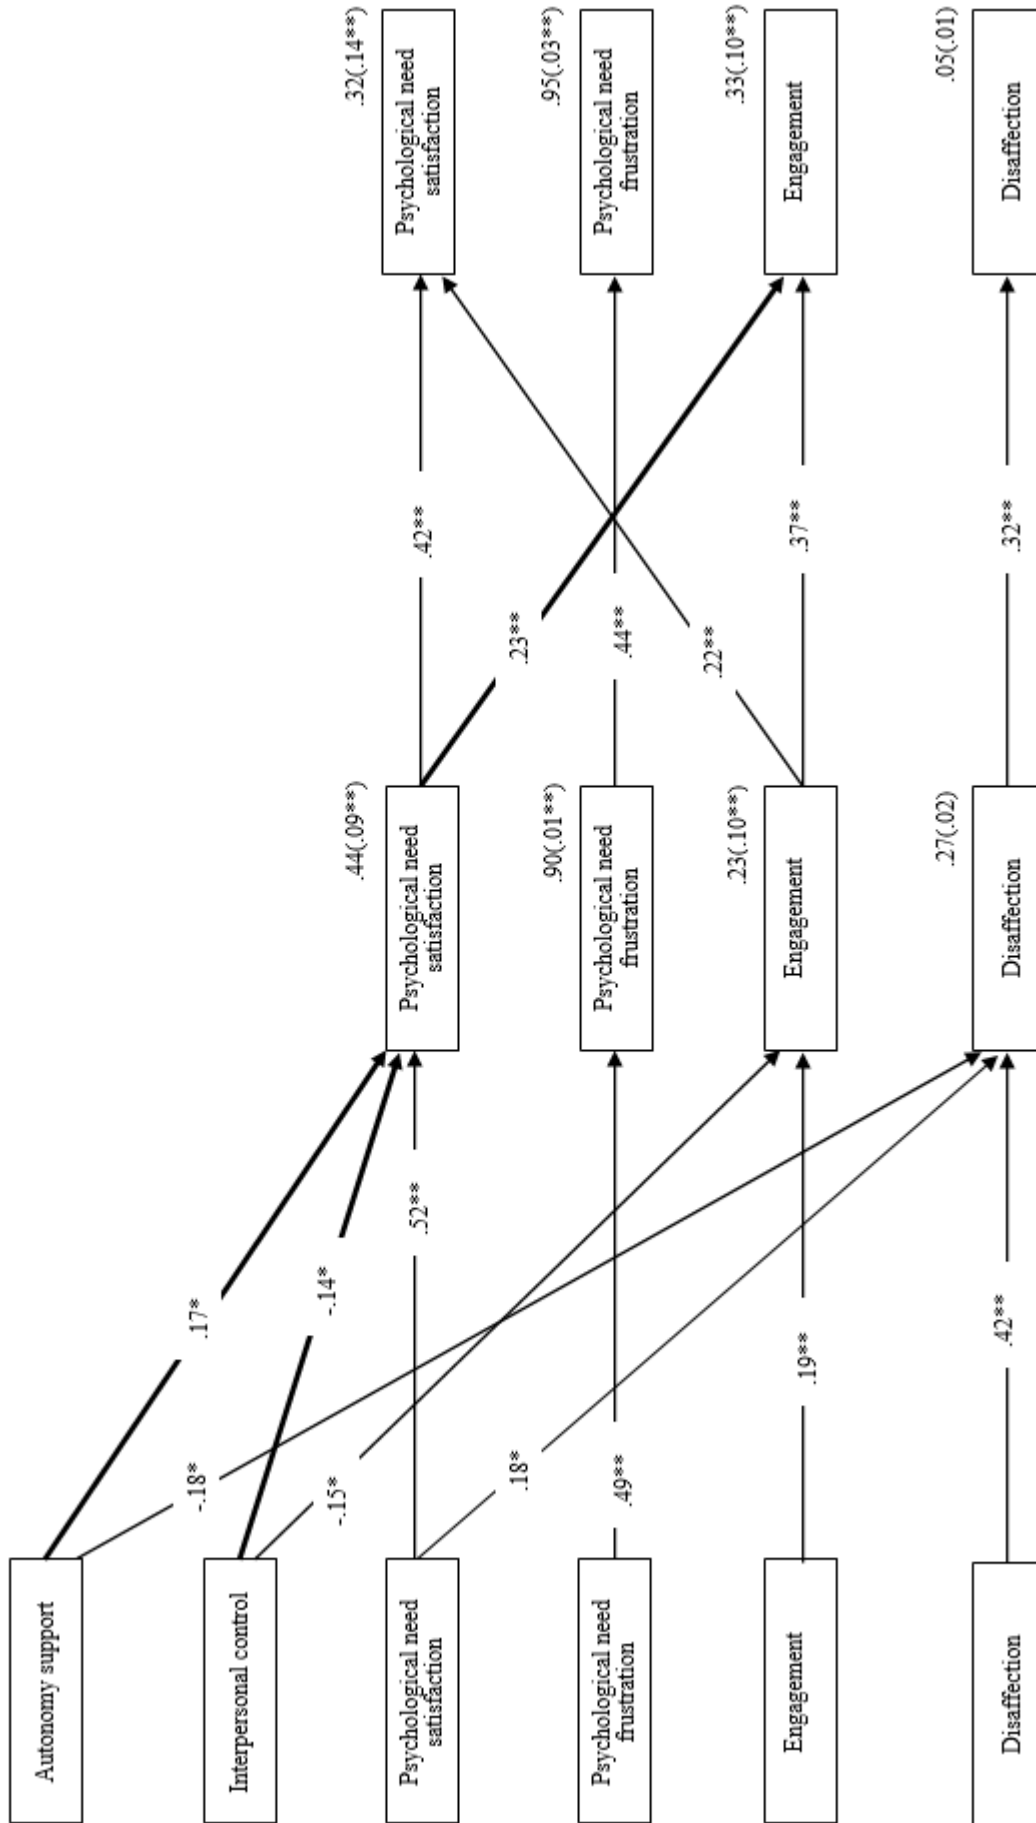 Autonomy support
Interpersonal control
Psychological need
satisfaction
Psychological need
frustration
Engagement
Disaffection
.17*
-.18*
-.14*
-.15*
.52**
.18*
.49**
.19**
.42**
.44(.09**)
Psychological need
satisfaction
.90(.01**)
Psychological need
frustration
.23(.10**)
Engagement
.27(.02)
Disaffection
.42**
.23**
.44**
.22**
.37**
.32**
.32(.14**)
Psychological need
satisfaction
.95(.03**)
Psychological need
frustration
.33(.10**)
Engagement
.05(.01)
Disaffection